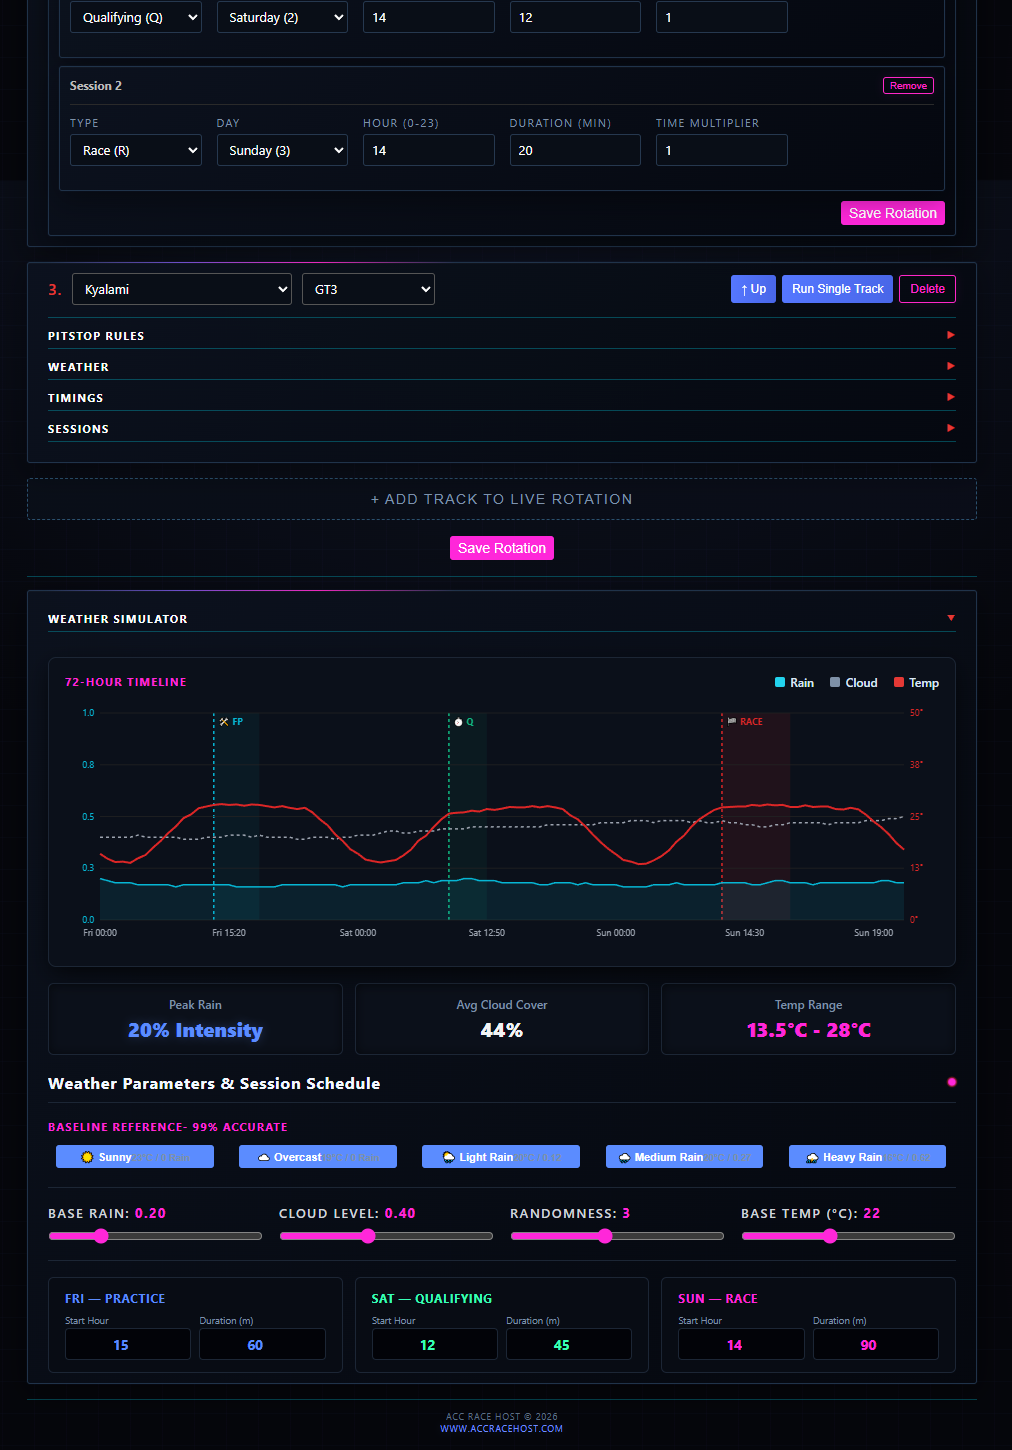 Qualifying (Q) Saturday (2) 14 12 1
Session 2 Remove
TYPE DAY HOUR (0-23) DURATION (MIN) TIME MULTIPLIER
Race (R) Sunday (3) 14 20 1
Save Rotation
3. Kyalami GT3 ↑ Up Run Single Track Delete
PITSTOP RULES
WEATHER
TIMINGS
SESSIONS
+ ADD TRACK TO LIVE ROTATION
Save Rotation
WEATHER SIMULATOR
72-HOUR TIMELINE Rain Cloud Temp
1.0 50°
FP Q RACE
0.8 38°
0.5 25°
0.3 13°
0.0 0°
Fri 00:00 Fri 15:20 Sat 00:00 Sat 12:50 Sun 00:00 Sun 14:30 Sun 19:00
Peak Rain Avg Cloud Cover Temp Range
20% Intensity 44% 13.5°C - 28°C
Weather Parameters & Session Schedule
BASELINE REFERENCE- 99% ACCURATE
Sunny Overcast Light Rain Medium Rain Heavy Rain
BASE RAIN: 0.20 CLOUD LEVEL: 0.40 RANDOMNESS: 3 BASE TEMP (°C): 22
FRI — PRACTICE SAT — QUALIFYING SUN — RACE
Start Hour Duration (m) Start Hour Duration (m) Start Hour Duration (m)
15 60 12 45 14 90
ACC RACE HOST © 2026
WWW.ACCRACEHOST.COM